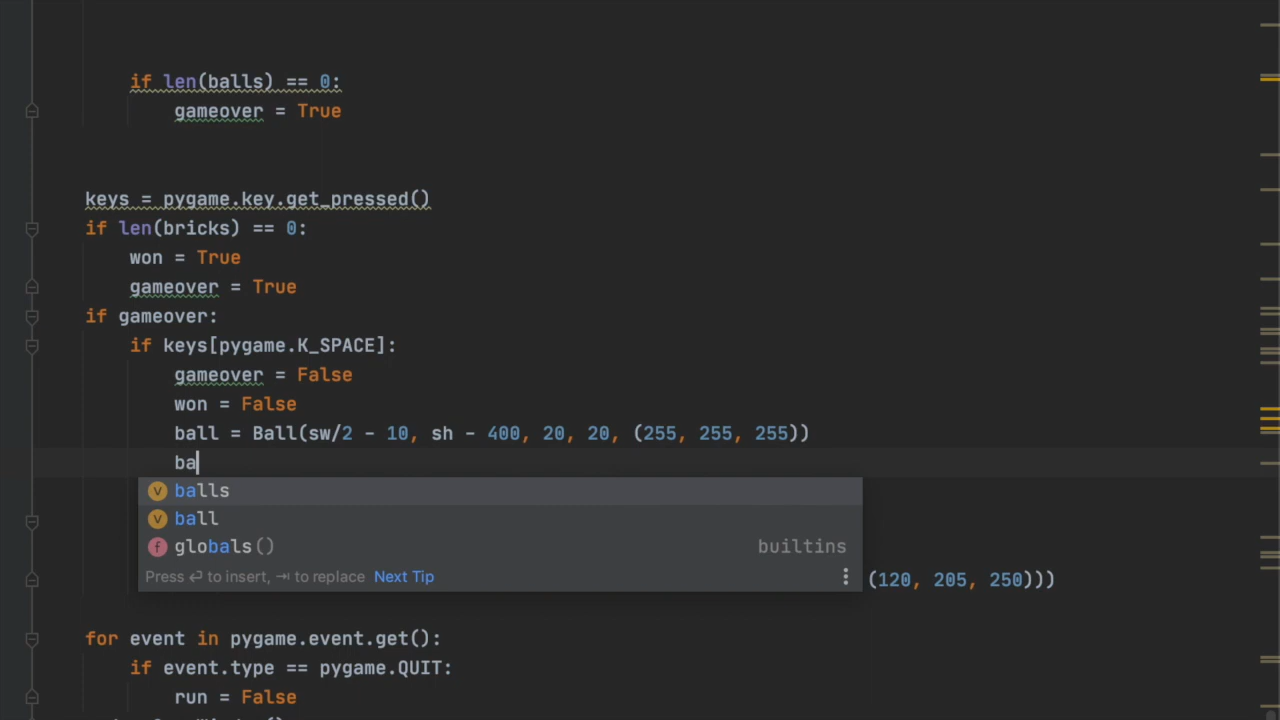 if len(balls) == 0:
gameover = True
keys = pygame.key.get_pressed()
if len(bricks) == 0:
won = True
gameover = True
if gameover:
if keys[pygame.K_SPACE]:
gameover = False
won = False
ball = Ball(sw/2 - 10, sh - 400, 20, 20, (255, 255, 255))
ba
balls
ball
globals() builtins
Press ↵ to insert, ⇥ to replace Next Tip
(120, 205, 250)))
for event in pygame.event.get():
if event.type == pygame.QUIT:
run = False